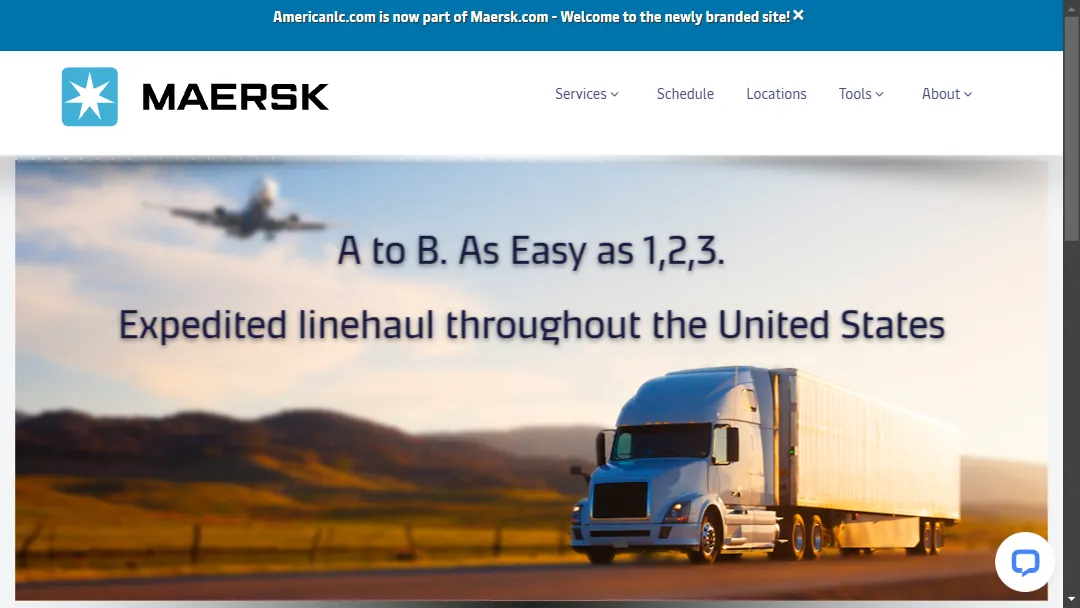 Americanlc.com is now part of Maersk.com - Welcome to the newly branded site! ×
MAERSK
Services
Schedule
Locations
Tools
About
A to B. As Easy as 1,2,3.
Expedited linehaul throughout the United States